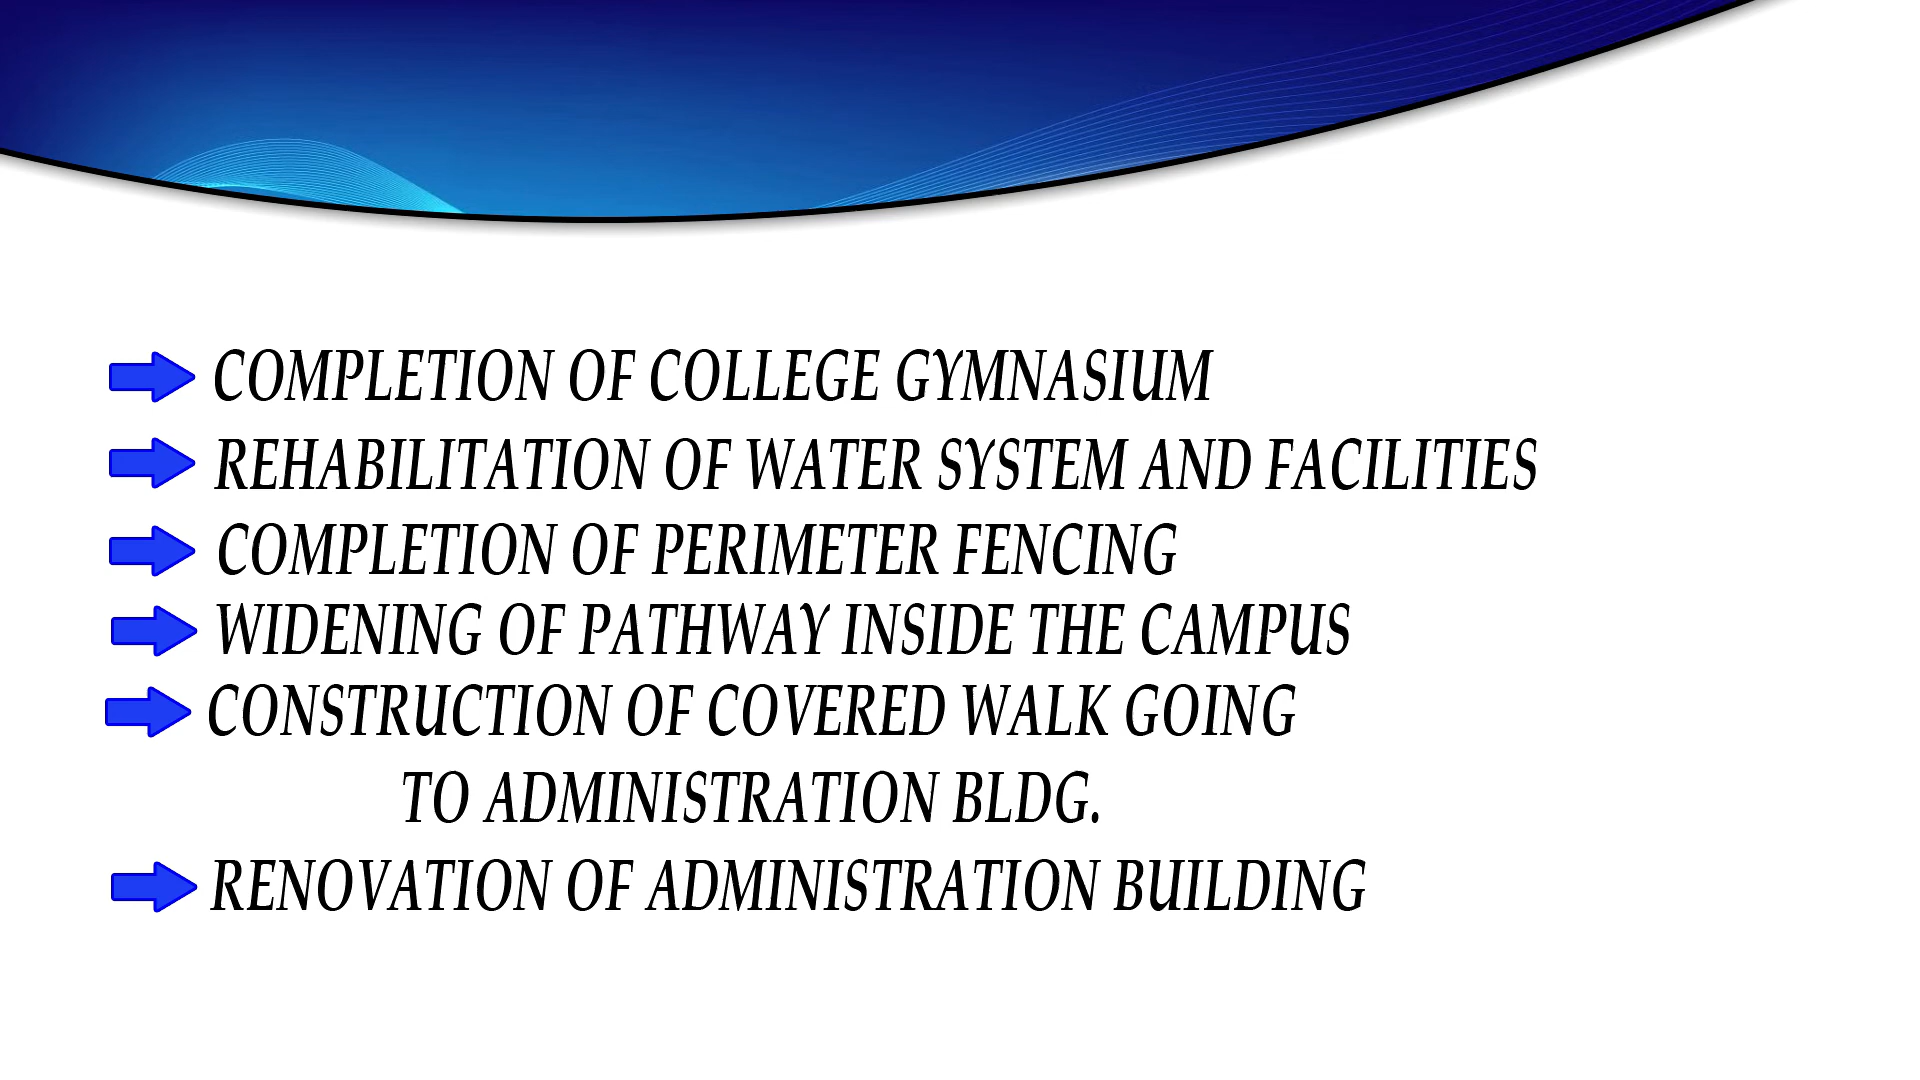 COMPLETION OF COLLEGE GYMNASIUM
REHABILITATION OF WATER SYSTEM AND FACILITIES
COMPLETION OF PERIMETER FENCING
WIDENING OF PATHWAY INSIDE THE CAMPUS
CONSTRUCTION OF COVERED WALK GOING
TO ADMINISTRATION BLDG.
RENOVATION OF ADMINISTRATION BUILDING